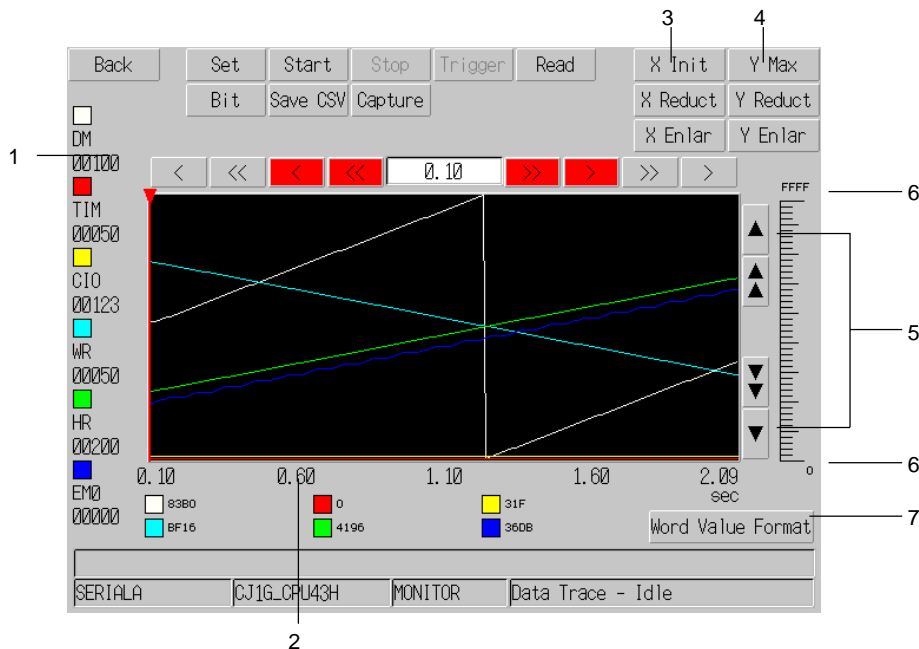 3 4
Back Set Start Stop Trigger Read X Init Y Max
Bit Save CSV Capture X Reduct Y Reduct
X Enlar Y Enlar
DM
1 00100
< << < << 0.10 >> > >> >
FFFF
6
TIM
00050
CIO
00123
5
WR
00050
HR
00200
6
0
EM0
00000
0.10 0.60 1.10 1.60 2.09
sec
83B0 0 31F
BF16 4196 36DB
Word Value Format 7
SERIALA CJ1G_CPU43H MONITOR Data Trace - Idle
2